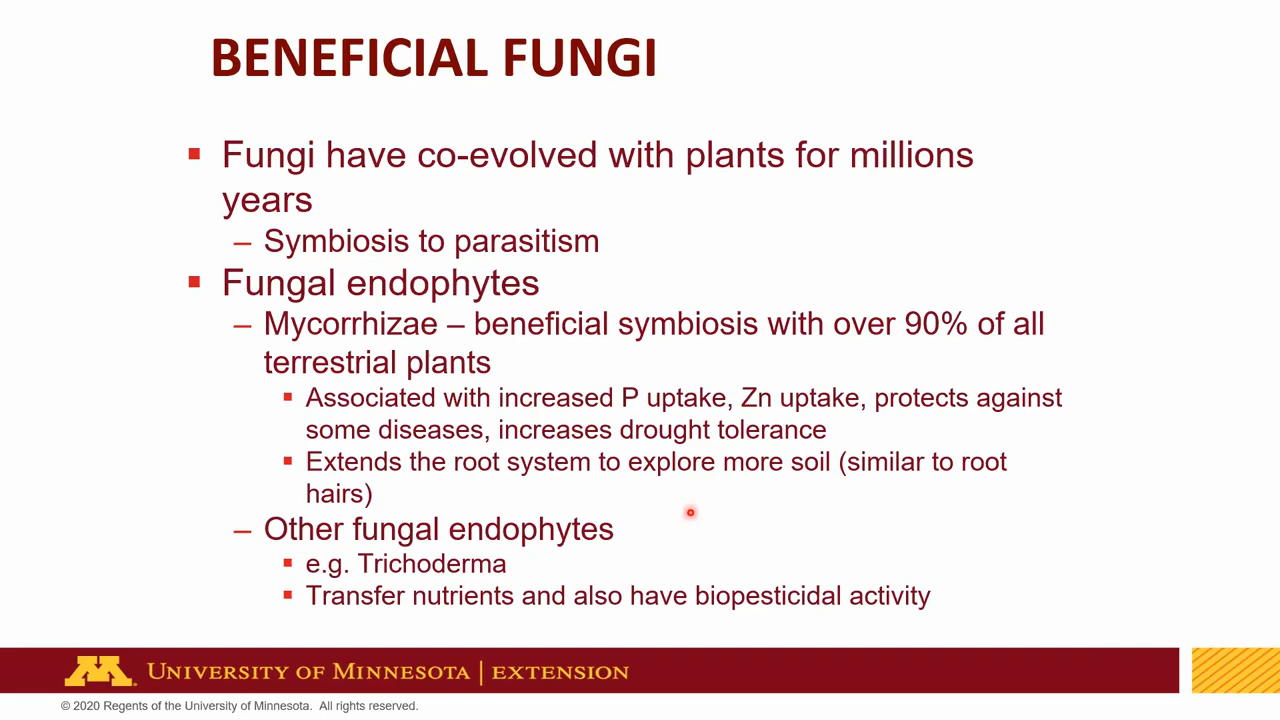 BENEFICIAL FUNGI
Fungi have co-evolved with plants for millions
years
– Symbiosis to parasitism
Fungal endophytes
– Mycorrhizae – beneficial symbiosis with over 90% of all
terrestrial plants
Associated with increased P uptake, Zn uptake, protects against
some diseases, increases drought tolerance
Extends the root system to explore more soil (similar to root
hairs)
– Other fungal endophytes
e.g. Trichoderma
Transfer nutrients and also have biopesticidal activity
M UNIVERSITY OF MINNESOTA | EXTENSION
© 2020 Regents of the University of Minnesota. All rights reserved.